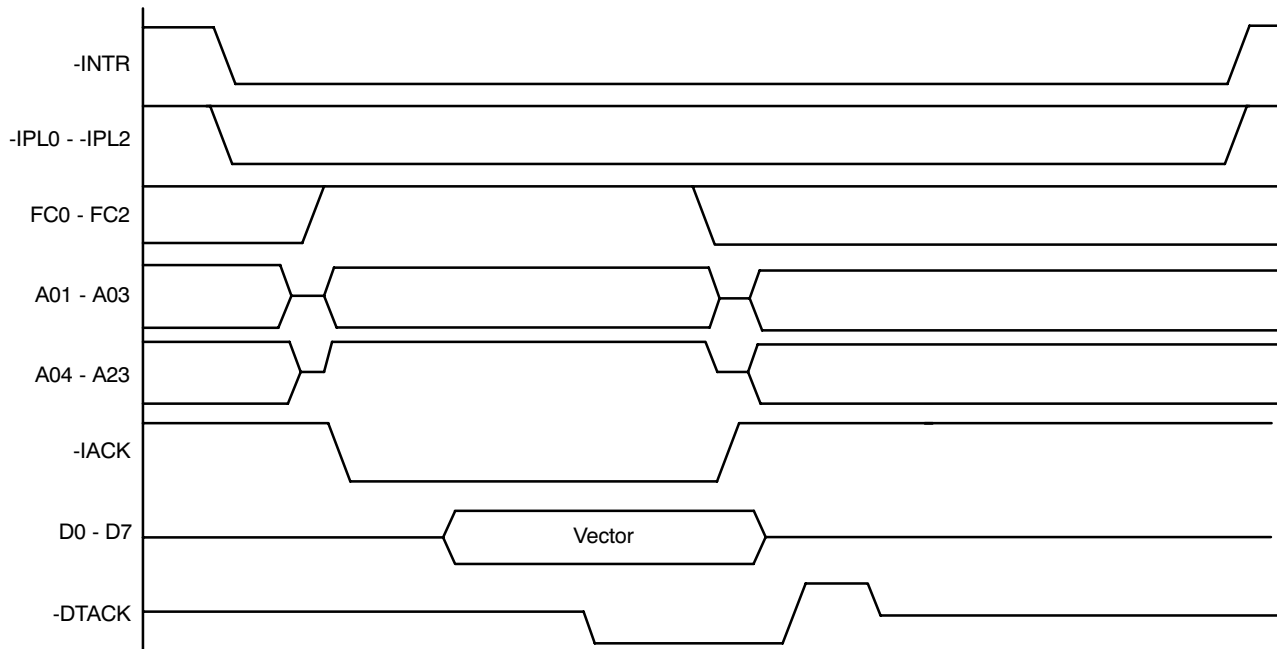 -INTR
-IPL0 - -IPL2
FC0 - FC2
A01 - A03
A04 - A23
-IACK
D0 - D7
Vector
-DTACK